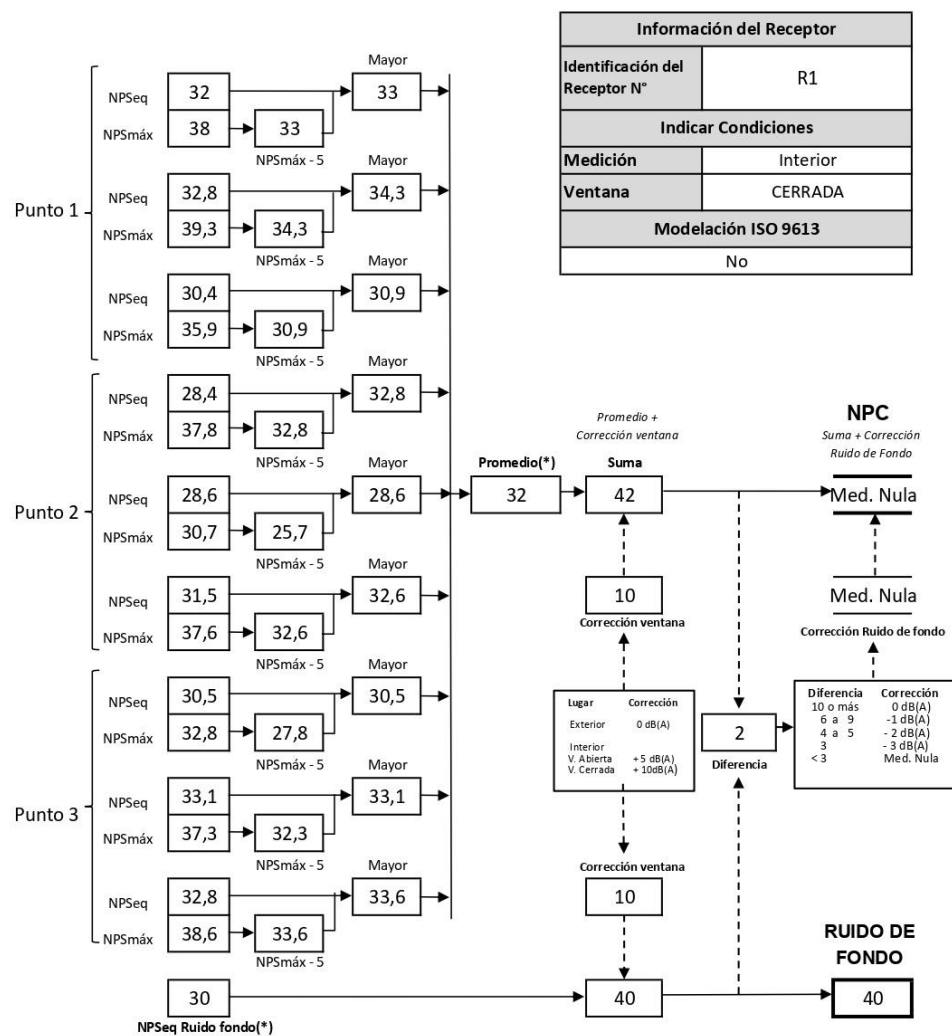 Información del Receptor
Identificación del Receptor N° R1
Indicar Condiciones
Medición Interior
Ventana CERRADA
Modelación ISO 9613
No
Punto 1
Mayor
NPSeq 32 33
NPSmáx 38 33
NPSmáx - 5
Mayor
NPSeq 32,8 34,3
NPSmáx 39,3 34,3
NPSmáx - 5
Mayor
NPSeq 30,4 30,9
NPSmáx 35,9 30,9
NPSmáx - 5
Punto 2
Mayor
NPSeq 28,4 32,8
NPSmáx 37,8 32,8
NPSmáx - 5
Mayor
NPSeq 28,6 28,6
NPSmáx 30,7 25,7
NPSmáx - 5
Mayor
NPSeq 31,5 32,6
NPSmáx 37,6 32,6
NPSmáx - 5
Punto 3
Mayor
NPSeq 30,5 30,5
NPSmáx 32,8 27,8
NPSmáx - 5
Mayor
NPSeq 33,1 33,1
NPSmáx 37,3 32,3
NPSmáx - 5
Mayor
NPSeq 32,8 33,6
NPSmáx 38,6 33,6
NPSmáx - 5
30
NPSeq Ruido fondo(*)
Promedio(*)
32
Promedio +
Corrección ventana
Suma
42
10
Corrección ventana
Lugar Corrección
Exterior 0 dB(A)
Interior
V. Abierta + 5 dB(A)
V. Cerrada + 10dB(A)
Corrección ventana
10
40
2
Diferencia
NPC
Suma + Corrección
Ruido de Fondo
Med. Nula
Med. Nula
Corrección Ruido de fondo
Diferencia Corrección
10 o más 0 dB(A)
6 a 9 -1 dB(A)
4 a 5 - 2 dB(A)
3 - 3 dB(A)
< 3 Med. Nula
RUIDO DE
FONDO
40